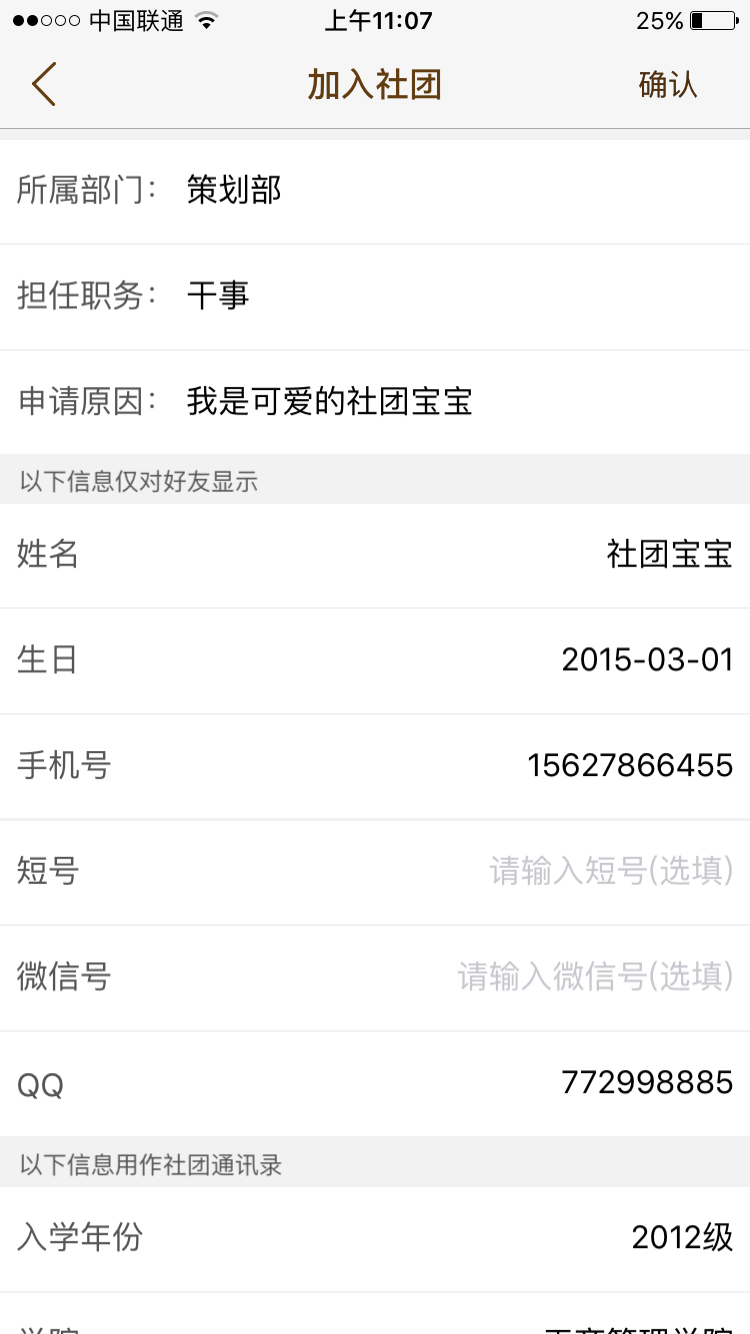 中国联通 上午11:07 25%
加入社团 确认
所属部门： 策划部
担任职务： 干事
申请原因： 我是可爱的社团宝宝
以下信息仅对好友显示
姓名 社团宝宝
生日 2015-03-01
手机号 15627866455
短号 请输入短号(选填)
微信号 请输入微信号(选填)
QQ 772998885
以下信息用作社团通讯录
入学年份 2012级